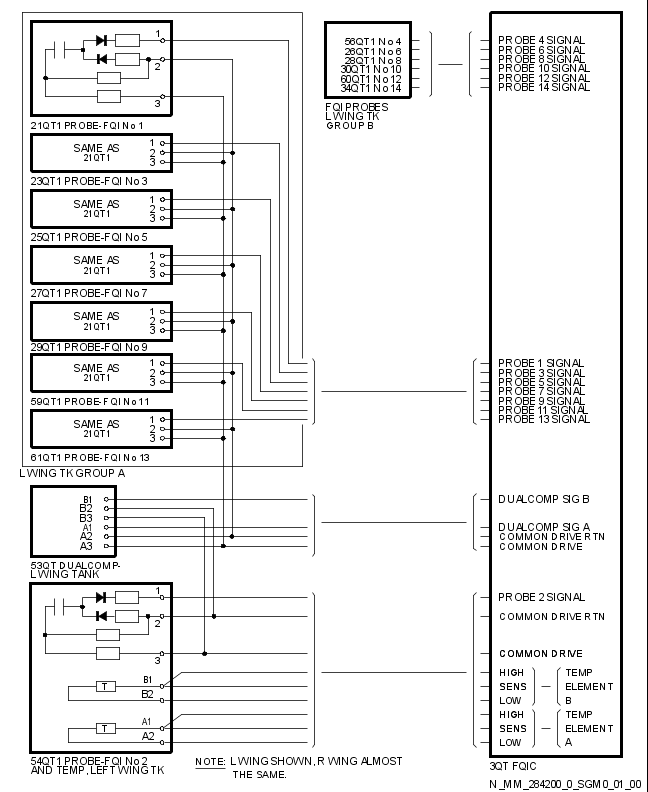 3QT FQIC
1
2
3
21QT1 PROBE-FQI No 1
SAME AS
21QT1
1
2
3
23QT1 PROBE-FQI No 3
SAME AS
21QT1
1
2
3
25QT1 PROBE-FQI No 5
SAME AS
21QT1
1
2
3
27QT1 PROBE-FQI No 7
SAME AS
21QT1
1
2
3
29QT1 PROBE-FQI No 9
SAME AS
21QT1
1
2
3
59QT1 PROBE-FQI No 11
SAME AS
21QT1
1
2
3
61QT1 PROBE-FQI No 13
L WING TK GROUP A
B1
B2
B3
A1
A2
A3
53QT DUALCOMP-
L WING TANK
1
2
3
T
B1
B2
T
A1
A2
54QT1 PROBE-FQI No 2
AND TEMP, LEFT WING TK
56QT1 No 4
26QT1 No 6
28QT1 No 8
30QT1 No 10
60QT1 No 12
34QT1 No 14
FQI PROBES
L WING TK
GROUP B
PROBE 4 SIGNAL
PROBE 6 SIGNAL
PROBE 8 SIGNAL
PROBE 10 SIGNAL
PROBE 12 SIGNAL
PROBE 14 SIGNAL
PROBE 1 SIGNAL
PROBE 3 SIGNAL
PROBE 5 SIGNAL
PROBE 7 SIGNAL
PROBE 9 SIGNAL
PROBE 11 SIGNAL
PROBE 13 SIGNAL
DUALCOMP SIG B
DUALCOMP SIG A
COMMON DRIVE RTN
COMMON DRIVE
PROBE 2 SIGNAL
COMMON DRIVE RTN
COMMON DRIVE
HIGH TEMP
SENS ELEMENT
LOW B
HIGH TEMP
SENS ELEMENT
LOW A
NOTE: L WING SHOWN, R WING ALMOST
THE SAME.
N_MM_284200_0_SGM0_01_00